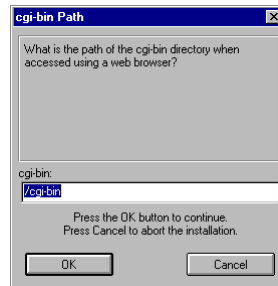 cgi-bin Path
What is the path of the cgi-bin directory when
accessed using a web browser?
cgi-bin:
/cgi-bin
Press the OK button to continue.
Press Cancel to abort the installation.
OK
Cancel